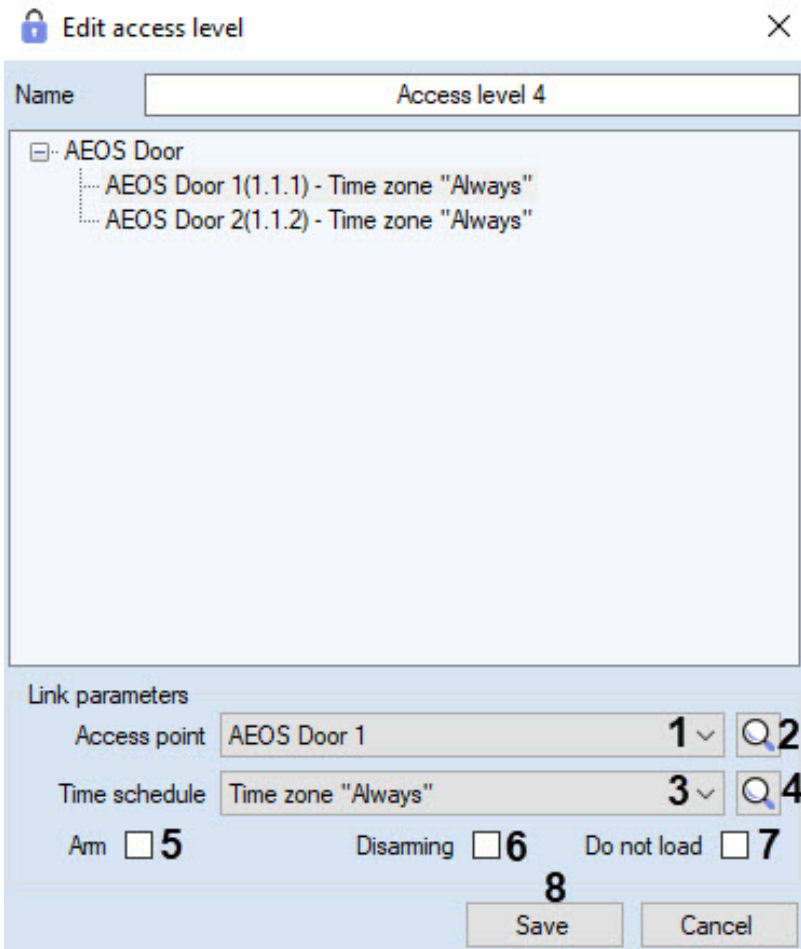 Edit access level
Name Access level 4
AEOS Door
AEOS Door 1(1.1.1) - Time zone "Always"
AEOS Door 2(1.1.2) - Time zone "Always"
Link parameters
Access point AEOS Door 1 1 2
Time schedule Time zone "Always" 3 4
Arm 5 Disarming 6 Do not load 7
8
Save Cancel